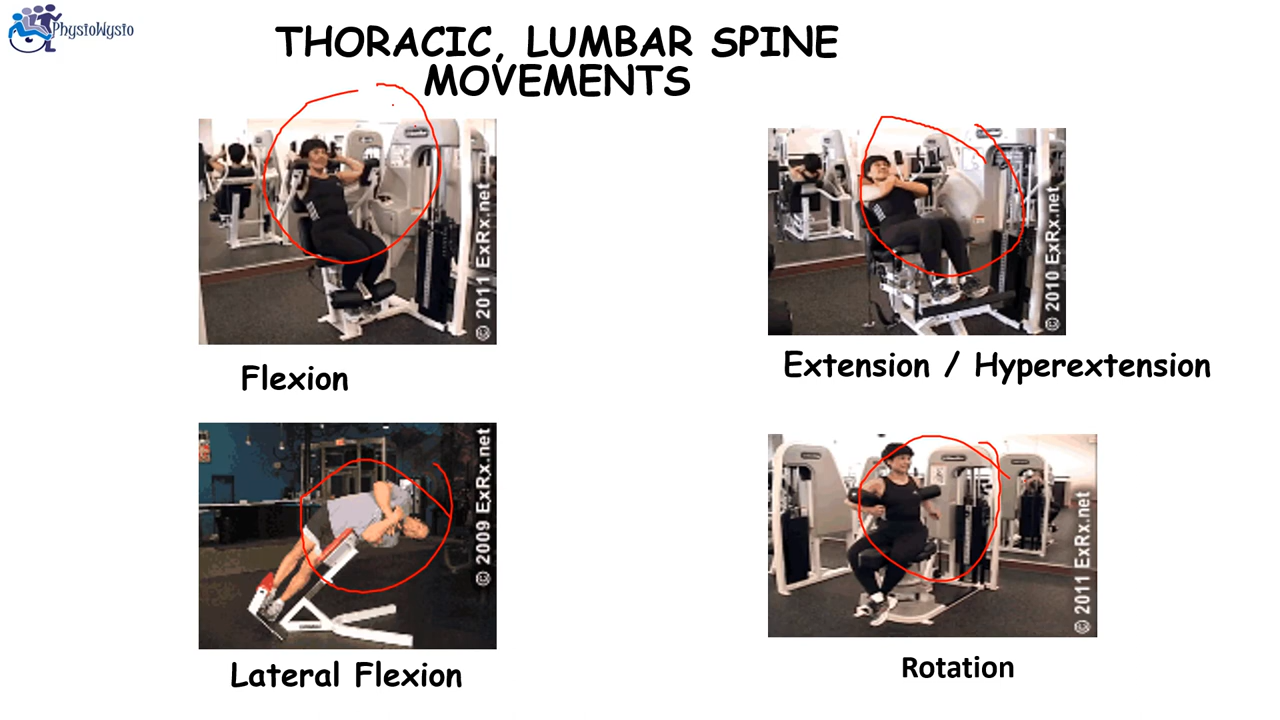 PhysioWysio
THORACIC, LUMBAR SPINE
MOVEMENTS
© 2011 ExRx.net
© 2010 ExRx.net
Flexion
Extension / Hyperextension
© 2009 ExRx.net
© 2011 ExRx.net
Lateral Flexion
Rotation